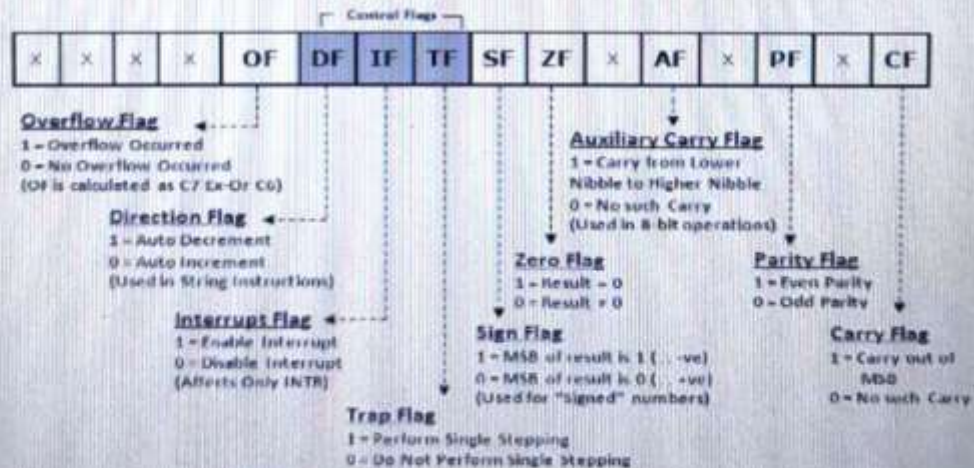 Control Flags
x x x x OF DF IF TF SF ZF x AF x PF x CF
Overflow Flag
1 = Overflow Occurred
0 = No Overflow Occurred
(OF is calculated as C7 Ex-Or C6)
Direction Flag
1 = Auto Decrement
0 = Auto Increment
(Used in String Instructions)
Interrupts Flag
1 = Enable Interrupt
0 = Disable Interrupt
(Affects Only INTR)
Trap Flag
1 = Perform Single Stepping
0 = Do Not Perform Single Stepping
Sign Flag
1 = MSB of result is 1 (∴ -ve)
0 = MSB of result is 0 (∴ +ve)
(Used for "Signed" numbers)
Zero Flag
1 = Result = 0
0 = Result ≠ 0
Auxiliary Carry Flag
1 = Carry from Lower
Nibble to Higher Nibble
0 = No such Carry
(Used in 8-bit operations)
Parity Flag
1 = Even Parity
0 = Odd Parity
Carry Flag
1 = Carry out of
MSB
0 = No such Carry